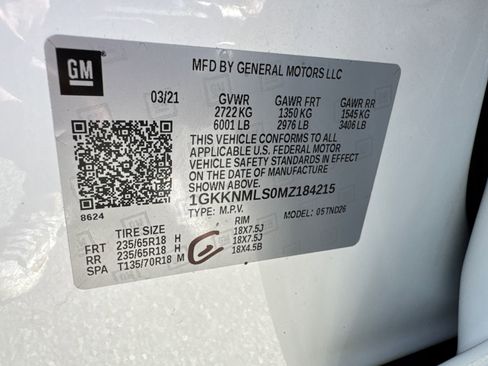 GM
MFD BY GENERAL MOTORS LLC
03/21 GVWR GAWR FRT GAWR RR
2722 KG 1350 KG 1545 KG
6001 LB 2976 LB 3406 LB
THIS VEHICLE CONFORMS TO ALL
APPLICABLE U.S. FEDERAL MOTOR
VEHICLE SAFETY STANDARDS IN EFFECT
ON THE DATE OF MANUFACTURE
SHOWN ABOVE.
8624 1GKKNMLS0MZ184215
TYPE: M.P.V. MODEL: 05TND26
TIRE SIZE RIM
FRT 235/65R18 H 18X7.5J
RR 235/65R18 H 18X7.5J
SPA T135/70R18 M 18X4.5B